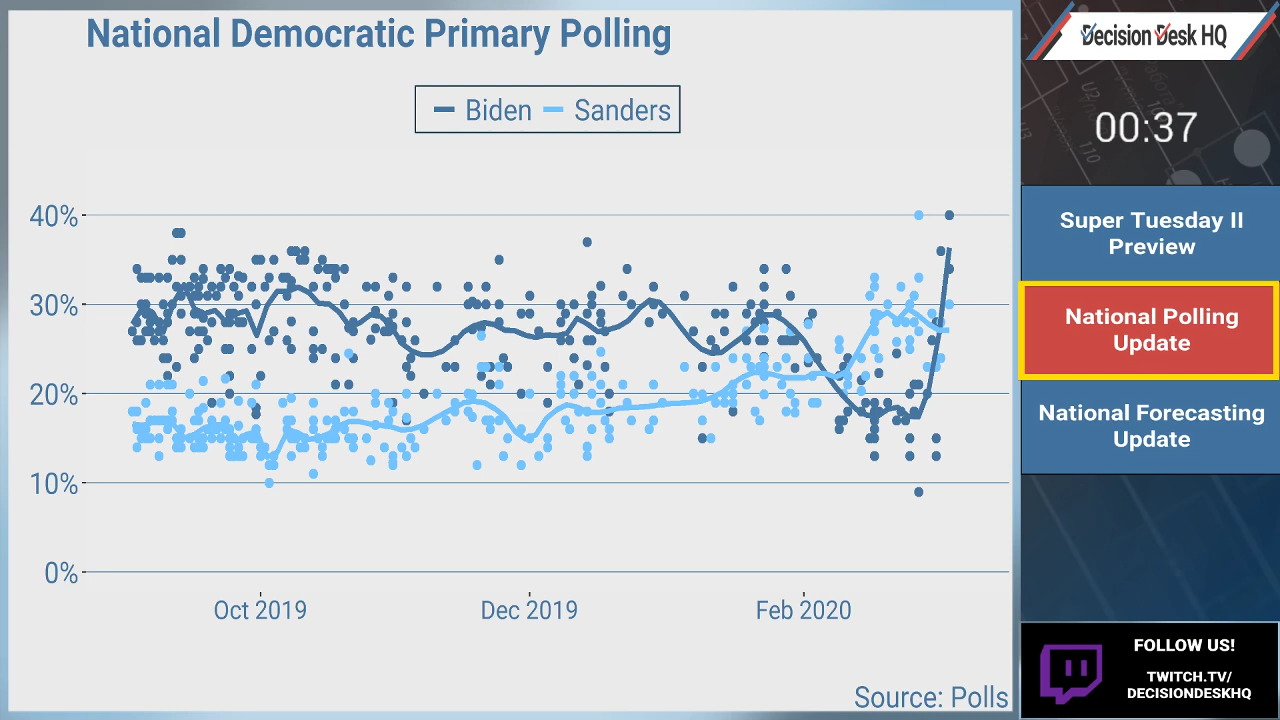 National Democratic Primary Polling
Biden Sanders
40%
30%
20%
10%
0%
Oct 2019 Dec 2019 Feb 2020
Source: Polls
Decision Desk HQ
00:37
Super Tuesday II
Preview
National Polling
Update
National Forecasting
Update
FOLLOW US!
TWITCH.TV/
DECISIONDESKHQ